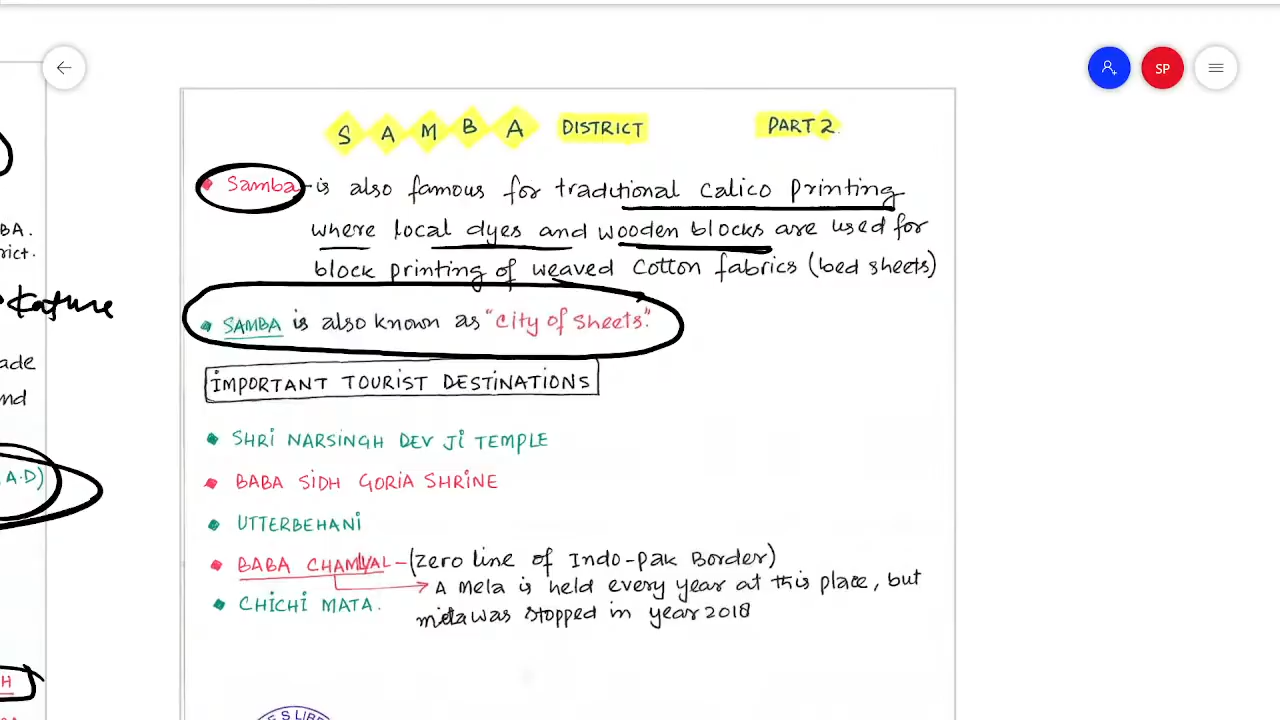 SP
SAMBA DISTRICT PART 2.
Samba - is also famous for traditional calico printing
where local dyes and wooden blocks are used for
block printing of weaved cotton fabrics (bed sheets)
SAMBA is also known as "City of Sheets".
IMPORTANT TOURIST DESTINATIONS
SHRI NARSINGH DEV JI TEMPLE
BABA SIDH GORIA SHRINE
UTTERBEHANI
BABA CHAMLYAL - (Zero line of Indo-Pak Border)
A mela is held every year at this place, but
CHICHI MATA.
mela was stopped in year 2018
BA.
rict.
ade
nd
A.D)
H